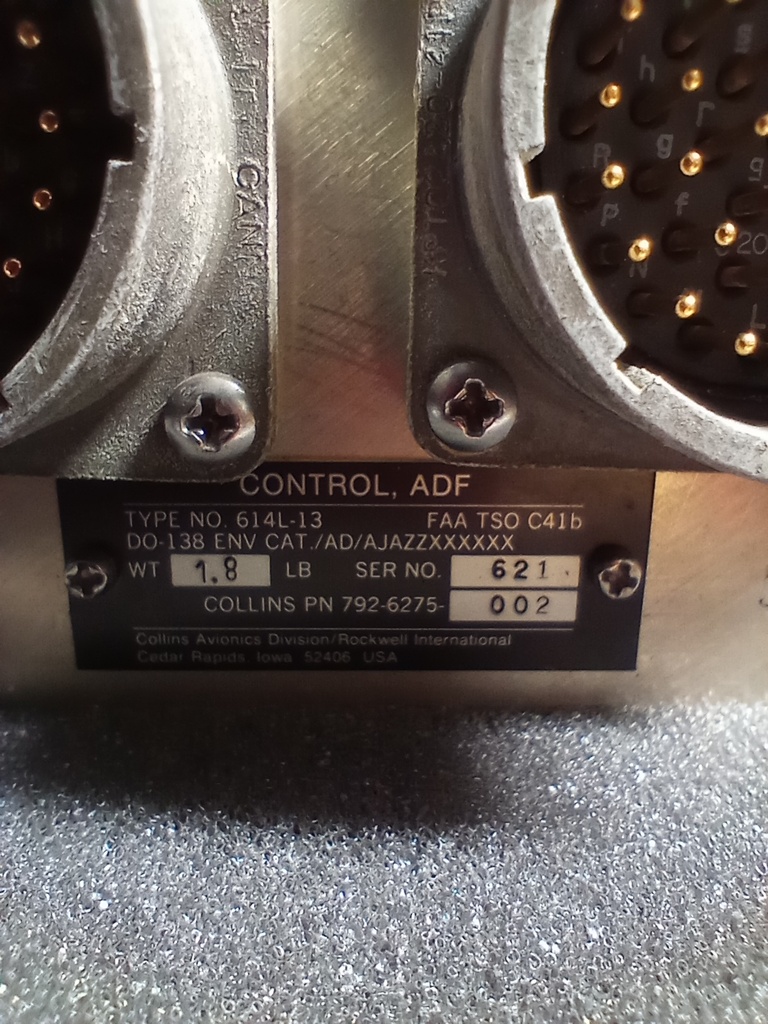 CONTROL, ADF
TYPE NO. 614L-13 FAA TSO C41b
DO-138 ENV CAT./AD/AJAZZXXXXXX
WT 1.8 LB SER NO. 621
COLLINS PN 792-6275-002
Collins Avionics Division/Rockwell International
Cedar Rapids, Iowa 52406 USA
h
r
g
g
R
f
p
20
N
L